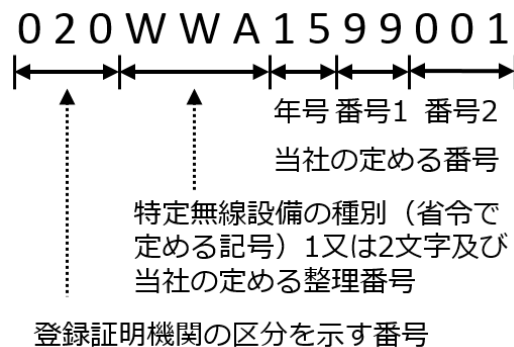 020WWA1599001
年号 番号1 番号2
当社の定める番号
特定無線設備の種別（省令で
定める記号）1又は2文字及び
当社の定める整理番号
登録証明機関の区分を示す番号